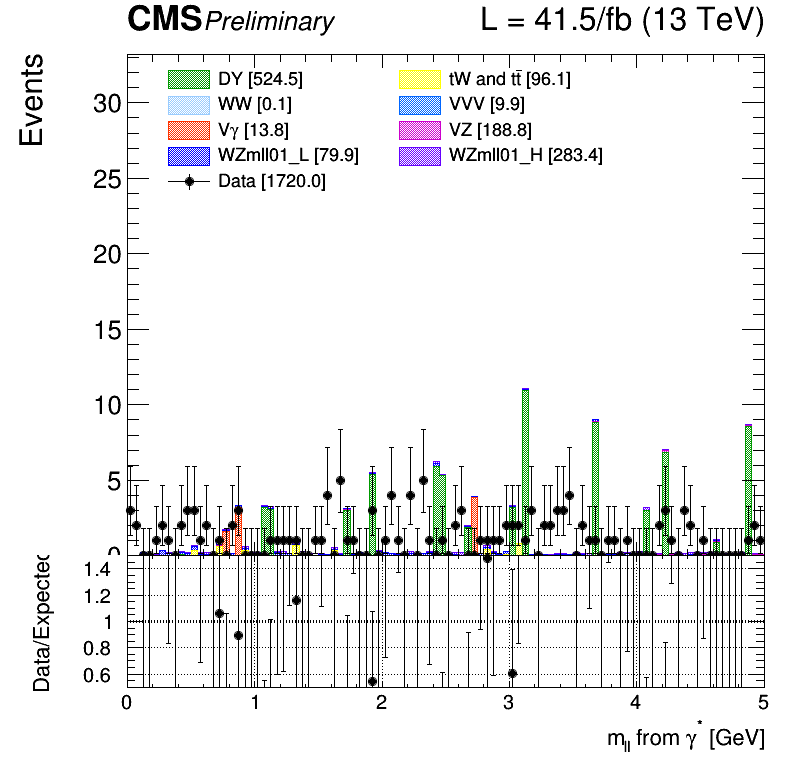 CMS Preliminary L = 41.5/fb (13 TeV)
Events
DY [524.5] tW and tt̄ [96.1]
WW [0.1] VVV [9.9]
Vγ [13.8] VZ [188.8]
WZmll01_L [79.9] WZmll01_H [283.4]
Data [1720.0]
30
25
20
15
10
5
0
Data/Expected
1.4
1.2
1
0.8
0.6
0 1 2 3 4 5
m_ll from γ* [GeV]